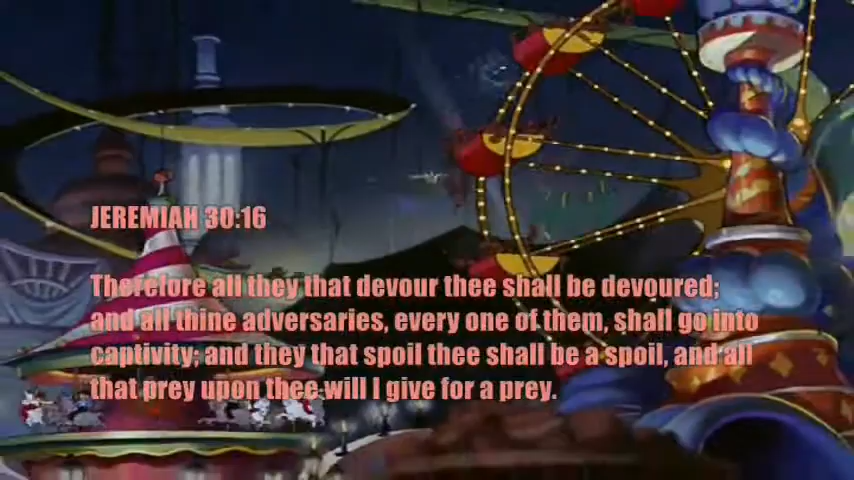 JEREMIAH 30:16
Therefore all they that devour thee shall be devoured;
and all thine adversaries, every one of them, shall go into
captivity; and they that spoil thee shall be a spoil, and all
that prey upon thee will I give for a prey.